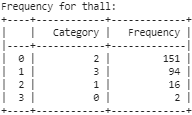 Frequency for thall:
+----+------------+-------------+
|    |   Category |   Frequency |
|----+------------+-------------|
|  0 |          2 |         151 |
|  1 |          3 |          94 |
|  2 |          1 |          16 |
|  3 |          0 |           2 |
+----+------------+-------------+